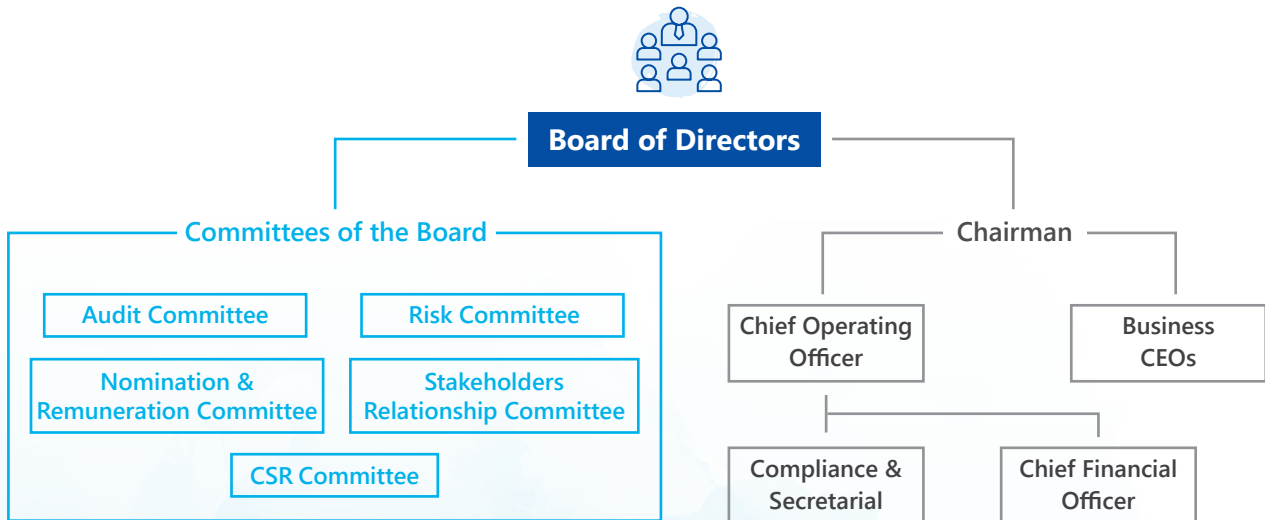 Board of Directors
Committees of the Board
Audit Committee
Risk Committee
Nomination &
Remuneration Committee
Stakeholders
Relationship Committee
CSR Committee
Chairman
Chief Operating
Officer
Business
CEOs
Compliance &
Secretarial
Chief Financial
Officer